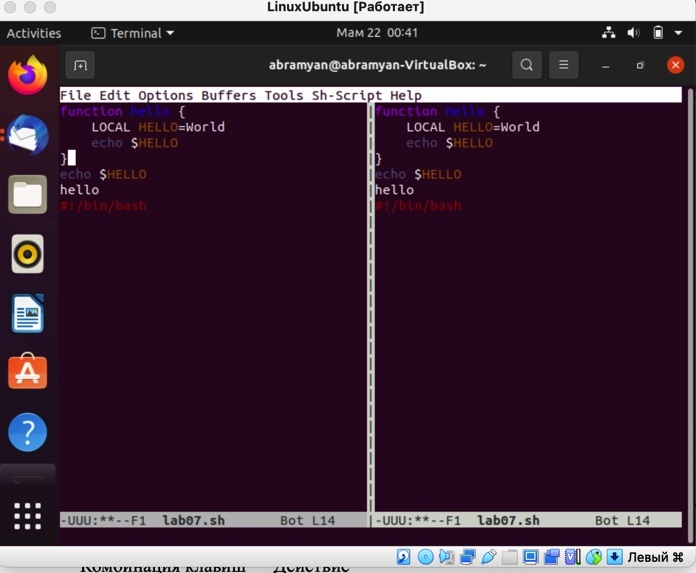 LinuxUbuntu [Работает]
Activities Terminal Мам 22 00:41
abramyan@abramyan-VirtualBox: ~
File Edit Options Buffers Tools Sh-Script Help
function hello {
    LOCAL HELLO=World
    echo $HELLO
}
echo $HELLO
hello
#!/bin/bash
-UUU:**--F1  lab07.sh       Bot L14
function hello {
    LOCAL HELLO=World
    echo $HELLO
}
echo $HELLO
hello
#!/bin/bash
-UUU:**--F1  lab07.sh       Bot L14
Левый ⌘
Комбинация клавиш Действие